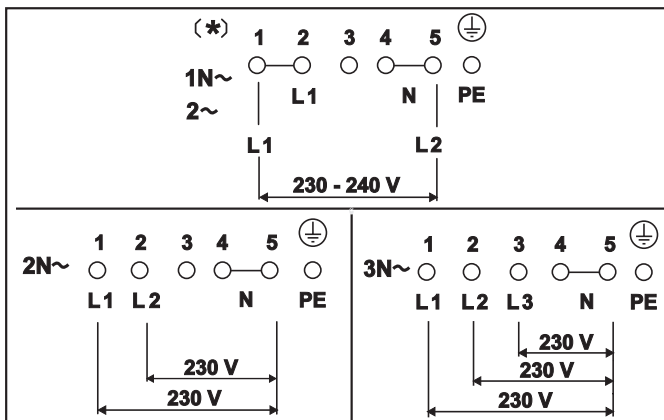 (*) 1 2 3 4 5
1N~ L1 N PE
2~
L1 L2
230 - 240 V
1 2 3 4 5
2N~
L1 L2 N PE
230 V
230 V
1 2 3 4 5
3N~
L1 L2 L3 N PE
230 V
230 V
230 V